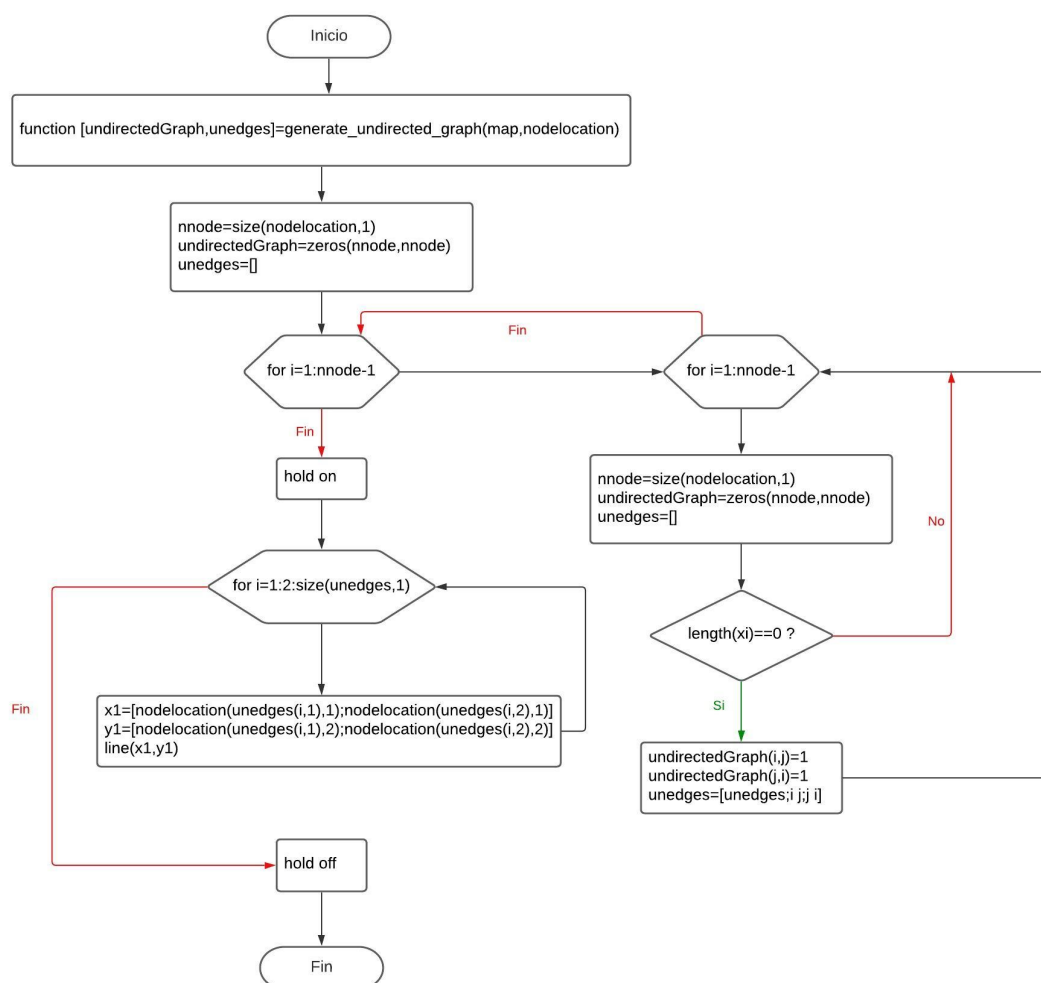 Inicio
function [undirectedGraph,unedges]=generate_undirected_graph(map,nodelocation)
nnode=size(nodelocation,1)
undirectedGraph=zeros(nnode,nnode)
unedges=[]
Fin
for i=1:nnode-1
for i=1:nnode-1
Fin
hold on
nnode=size(nodelocation,1)
undirectedGraph=zeros(nnode,nnode)
unedges=[]
No
for i=1:2:size(unedges,1)
length(xi)==0 ?
Si
Fin
x1=[nodelocation(unedges(i,1),1);nodelocation(unedges(i,2),1)]
y1=[nodelocation(unedges(i,1),2);nodelocation(unedges(i,2),2)]
line(x1,y1)
undirectedGraph(i,j)=1
undirectedGraph(j,i)=1
unedges=[unedges;i j;j i]
hold off
Fin